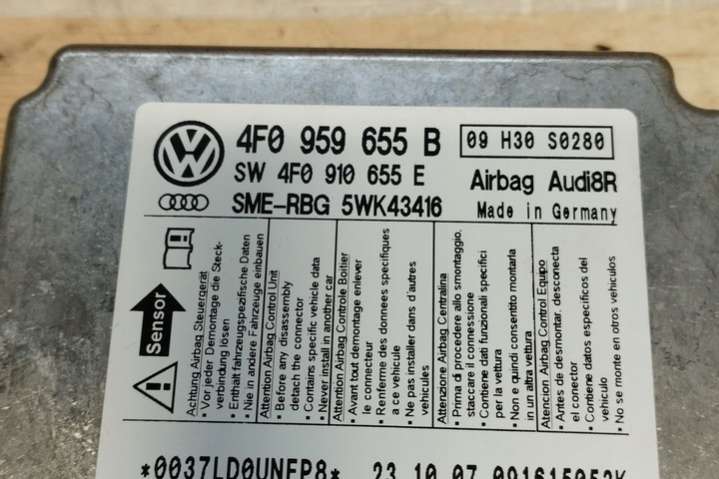 4F0 959 655 B
09 H30 S0280
SW 4F0 910 655 E
Airbag Audi8R
SME-RBG 5WK43416
Made in Germany
Sensor
Achtung Airbag Steuergerät
• Vor jeder Demontage die Steck-
verbindung lösen
• Enthält fahrzeugspezifische Daten
• Nie in andere Fahrzeuge einbauen
Attention Airbag Control Unit
• Before any disassembly
detach the connector
• Contains specific vehicle data
• Never install in another car
Attention Airbag Controle Boitier
• Avant tout demontage enlever
le connecteur
• Renferme des donnees specifiques
a ce vehicule
• Ne pas installer dans d'autres
vehicules
Attenzione Airbag Centralina
• Prima di procedere allo smontaggio,
staccare il connessione
• Contiene dati funzionali specifici
per la vettura
• Non e quindi consentito montarla
in un altra vettura
Atencion Airbag Control Equipo
• Antes de desmontar, desconecta
el conector
• Contiene datos especificos del
vehiculo
• No se monte en otros vehiculos
*0037LD0UNFP8* 23.10.07